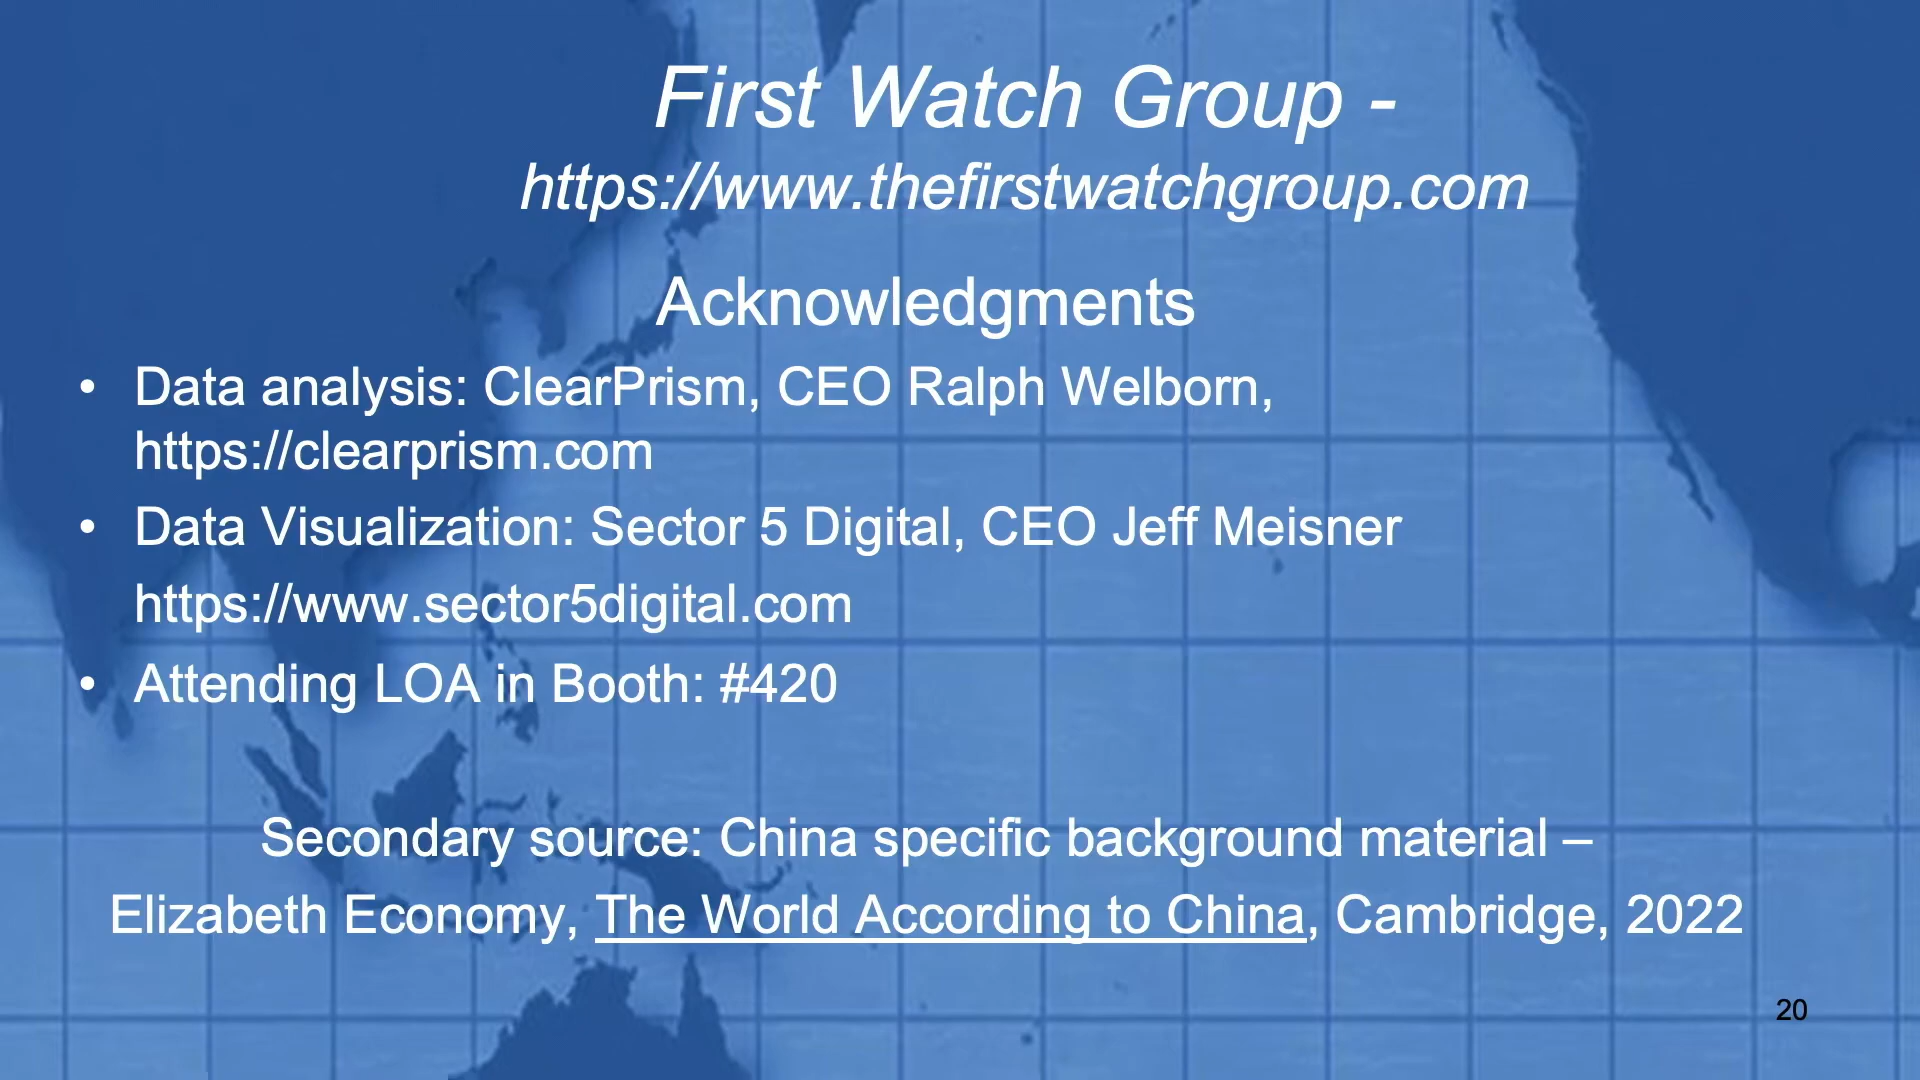 First Watch Group -
https://www.thefirstwatchgroup.com
Acknowledgments
• Data analysis: ClearPrism, CEO Ralph Welborn,
https://clearprism.com
• Data Visualization: Sector 5 Digital, CEO Jeff Meisner
https://www.sector5digital.com
• Attending LOA in Booth: #420
Secondary source: China specific background material –
Elizabeth Economy, The World According to China, Cambridge, 2022
20